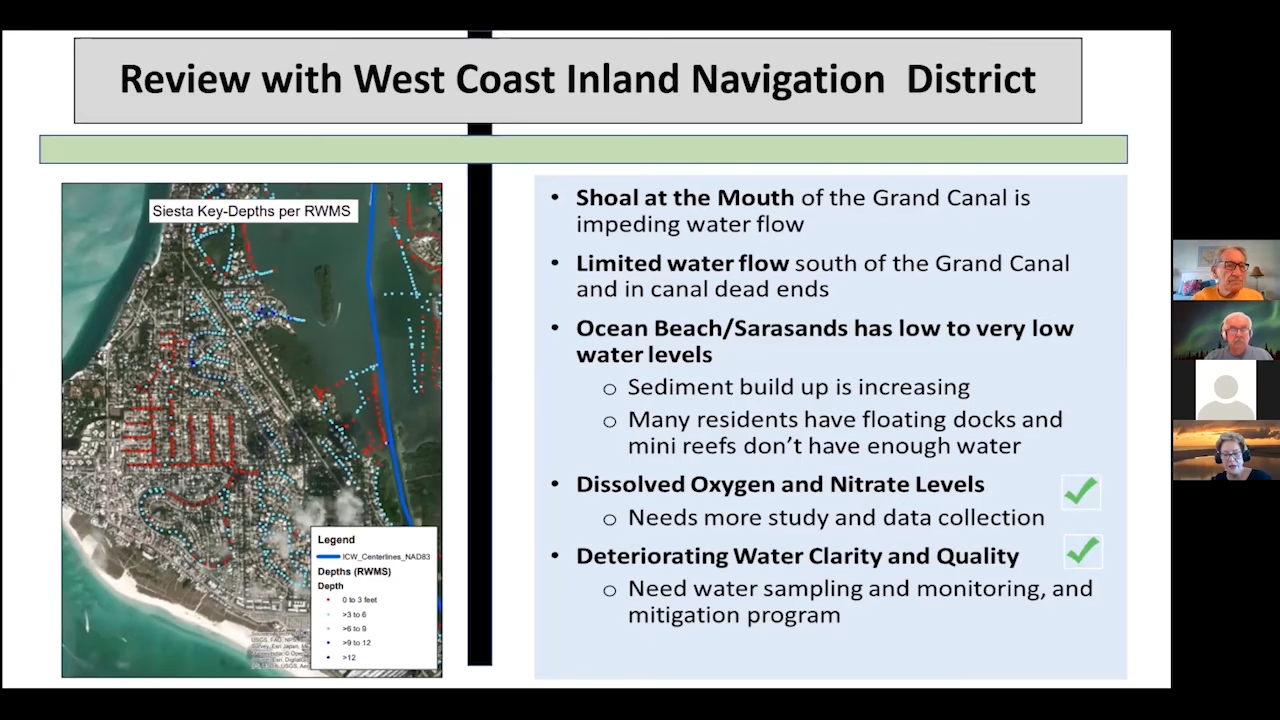 Review with West Coast Inland Navigation District
Siesta Key-Depths per RWMS
Legend
ICW_Centerlines_NAD83
Depths (RWMS)
Depth
0 to 3 feet
>3 to 6
>6 to 9
>9 to 12
>12
• Shoal at the Mouth of the Grand Canal is
impeding water flow
• Limited water flow south of the Grand Canal
and in canal dead ends
• Ocean Beach/Sarasands has low to very low
water levels
o Sediment build up is increasing
o Many residents have floating docks and
mini reefs don’t have enough water
• Dissolved Oxygen and Nitrate Levels
o Needs more study and data collection
• Deteriorating Water Clarity and Quality
o Need water sampling and monitoring, and
mitigation program